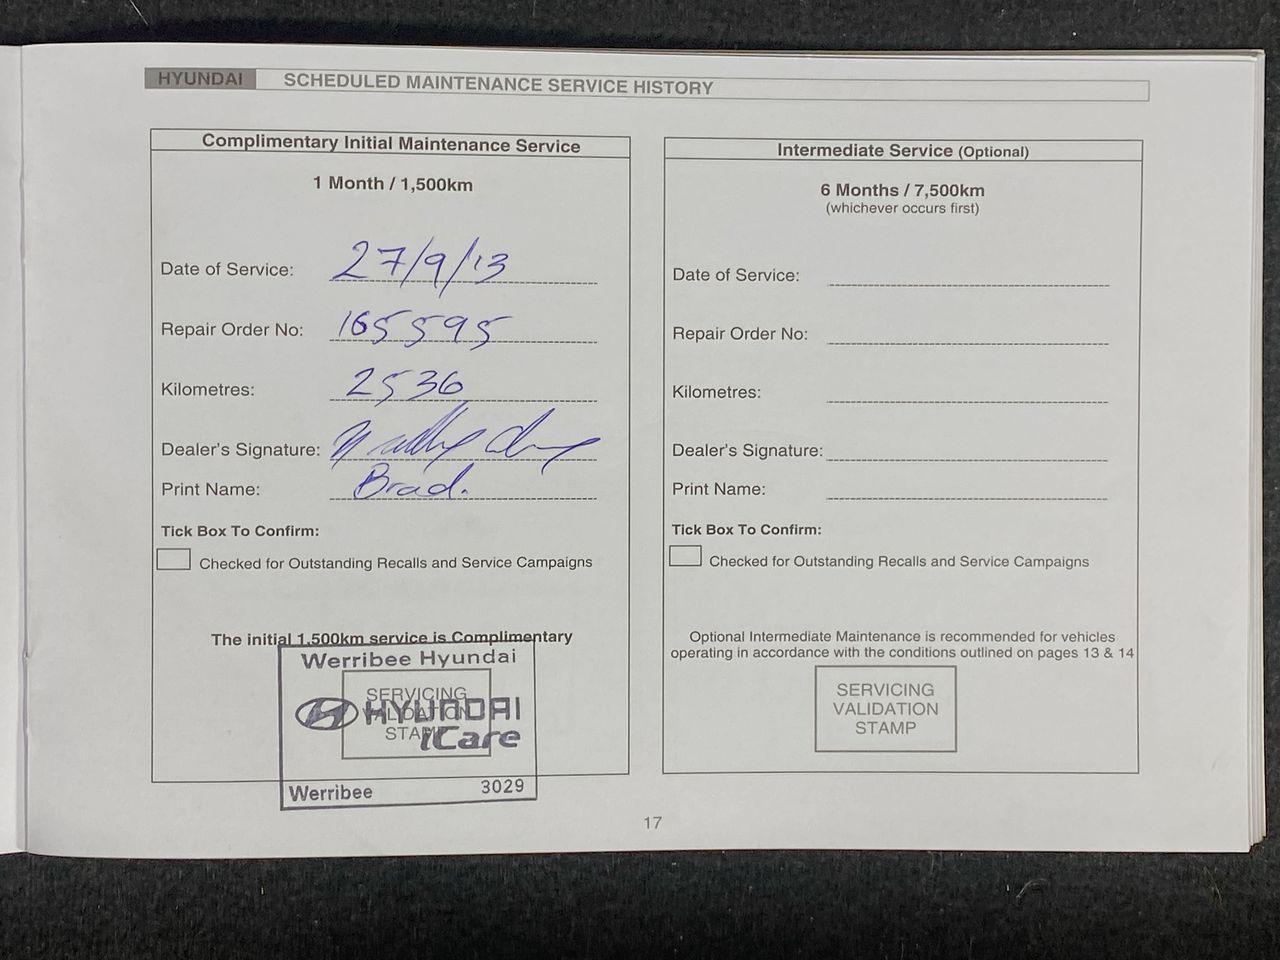 HYUNDAI SCHEDULED MAINTENANCE SERVICE HISTORY
Complimentary Initial Maintenance Service
1 Month / 1,500km
Date of Service: 27/9/13
Repair Order No: 165595
Kilometres: 2536
Dealer's Signature:
Print Name: Brad.
Tick Box To Confirm:
Checked for Outstanding Recalls and Service Campaigns
The initial 1,500km service is Complimentary
Werribee Hyundai
SERVICING
VALIDATION
STAMP
HYUNDAI
iCare
Werribee 3029
Intermediate Service (Optional)
6 Months / 7,500km
(whichever occurs first)
Date of Service:
Repair Order No:
Kilometres:
Dealer's Signature:
Print Name:
Tick Box To Confirm:
Checked for Outstanding Recalls and Service Campaigns
Optional Intermediate Maintenance is recommended for vehicles
operating in accordance with the conditions outlined on pages 13 & 14
SERVICING
VALIDATION
STAMP
17